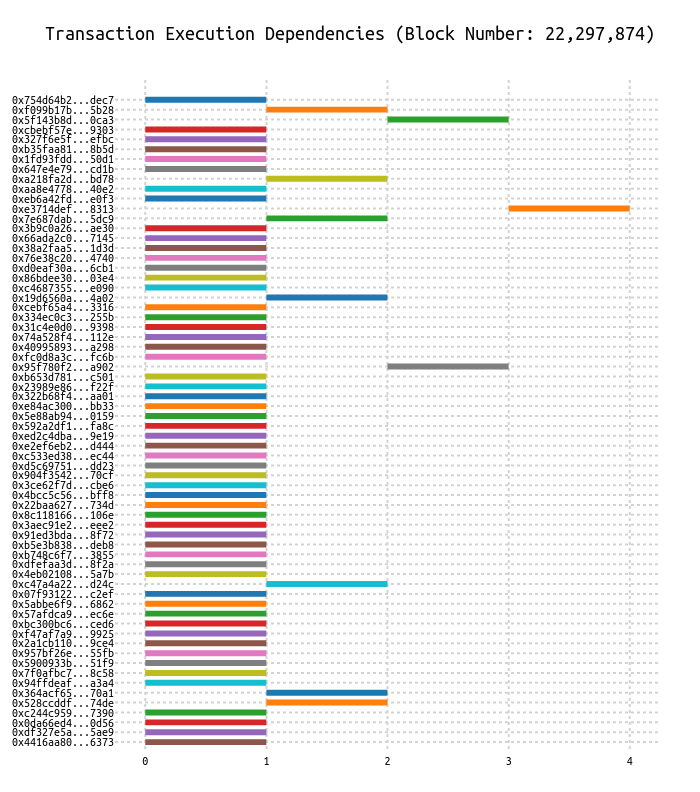 Transaction Execution Dependencies (Block Number: 22,297,874)
0x754d64b2...dec7
0xf099b17b...5b28
0x5f143b8d...0ca3
0xcbebf57e...9303
0x327f6e5f...efbc
0xb35faa81...8b5d
0x1fd93fdd...50d1
0x647e4e79...cd1b
0xa218fa2d...bd78
0xaa8e4778...40e2
0xeb6a42fd...e0f3
0xe3714def...8313
0x7e687dab...5dc9
0x3b9c0a26...ae30
0x66ada2c0...7145
0x38a2faa5...1d3d
0x76e38c20...4740
0xd0eaf30a...6cb1
0x86bdee30...03e4
0xc4687355...e090
0x19d6560a...4a02
0xcebf65a4...3316
0x334ec0c3...255b
0x31c4e0d0...9398
0x74a528f4...112e
0x40995893...a298
0xfc0d8a3c...fc6b
0x95f780f2...a902
0xb653d781...c501
0x23989e86...f22f
0x322b68f4...aa01
0xe84ac300...bb33
0x5e88ab94...0159
0x592a2df1...fa8c
0xed2c4dba...9e19
0xe2ef6eb2...d444
0xc533ed38...ec44
0xd5c69751...dd23
0x904f3542...70cf
0x3ce62f7d...cbe6
0x4bcc5c56...bff8
0x22baa627...734d
0x8c118166...106e
0x3aec91e2...eee2
0x91ed3bda...8f72
0xb5e3b838...deb8
0xb748c6f7...3855
0xdfefaa3d...8f2a
0x4eb02108...5a7b
0xc47a4a22...d24c
0x07f93122...c2ef
0x5abbe6f9...6862
0x57afdca9...ec6e
0xbc300bc6...ced6
0xf47af7a9...9925
0x2a1cb110...9ce4
0x957bf26e...55fb
0x5900933b...51f9
0x7f0afbc7...8c58
0x94ffdeaf...a3a4
0x364acf65...70a1
0x528ccddf...74de
0xc244c959...7390
0x0da66ed4...0d56
0xdf327e5a...5ae9
0x4416aa80...6373
0 1 2 3 4